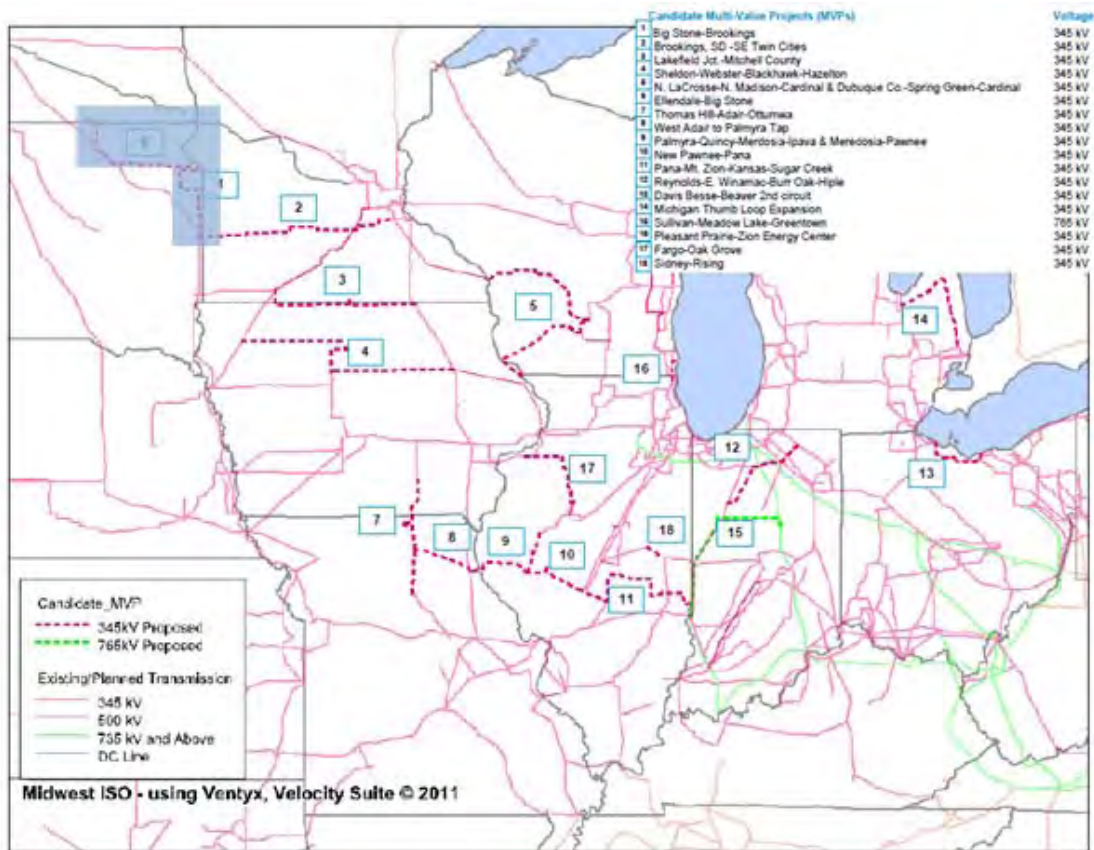 Candidate Multi-Value Projects (MVPs) Voltage
1 Big Stone-Brookings 345 kV
2 Brookings, SD -SE Twin Cities 345 kV
3 Lakefield Jct.-Mitchell County 345 kV
4 Sheldon-Webster-Blackhawk-Hazelton 345 kV
5 N. LaCrosse-N. Madison-Cardinal & Dubuque Co.-Spring Green-Cardinal 345 kV
6 Ellendale-Big Stone 345 kV
7 Thomas Hill-Adair-Ottumwa 345 kV
8 West Adair to Palmyra Tap 345 kV
9 Palmyra-Quincy-Merdosia-Ipava & Meredosia-Pawnee 345 kV
10 New Pawnee-Pana 345 kV
11 Pana-Mt. Zion-Kansas-Sugar Creek 345 kV
12 Reynolds-E. Winamac-Burr Oak-Hiple 345 kV
13 Davis Besse-Beaver 2nd circuit 345 kV
14 Michigan Thumb Loop Expansion 345 kV
15 Sullivan-Meadow Lake-Greentown 765 kV
16 Pleasant Prairie-Zion Energy Center 345 kV
17 Fargo-Oak Grove 345 kV
18 Sidney-Rising 345 kV
6
1
2
3
5
14
4
16
12
17
13
7
8
9
18
15
10
11
Candidate_MVP
345kV Proposed
765kV Proposed
Existing/Planned Transmission
345 kV
500 kV
735 kV and Above
DC Line
Midwest ISO - using Ventyx, Velocity Suite © 2011